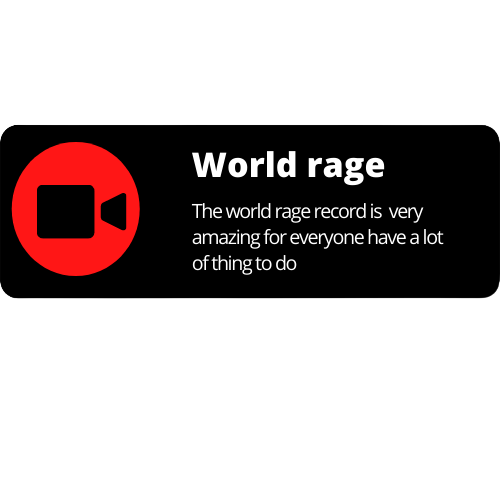 World rage
The world rage record is  very
amazing for everyone have a lot
of thing to do